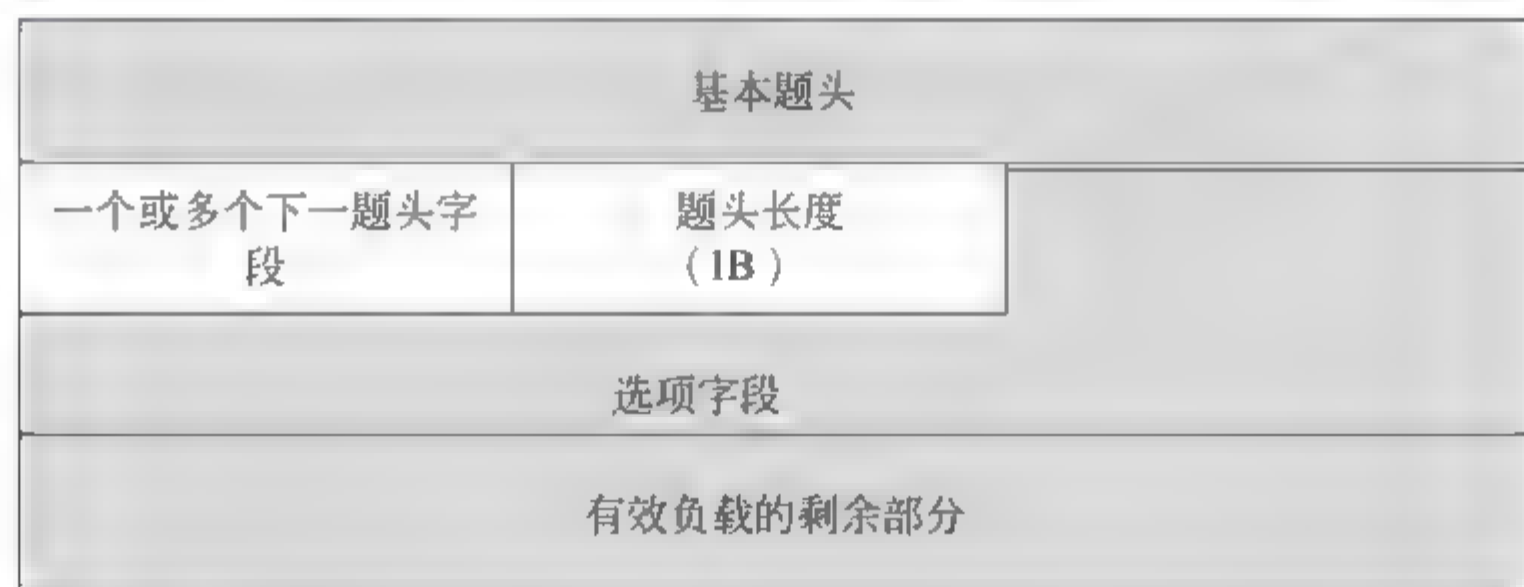 基本题头
一个或多个下一题头字
段
题头长度
（1B）
选项字段
有效负载的剩余部分